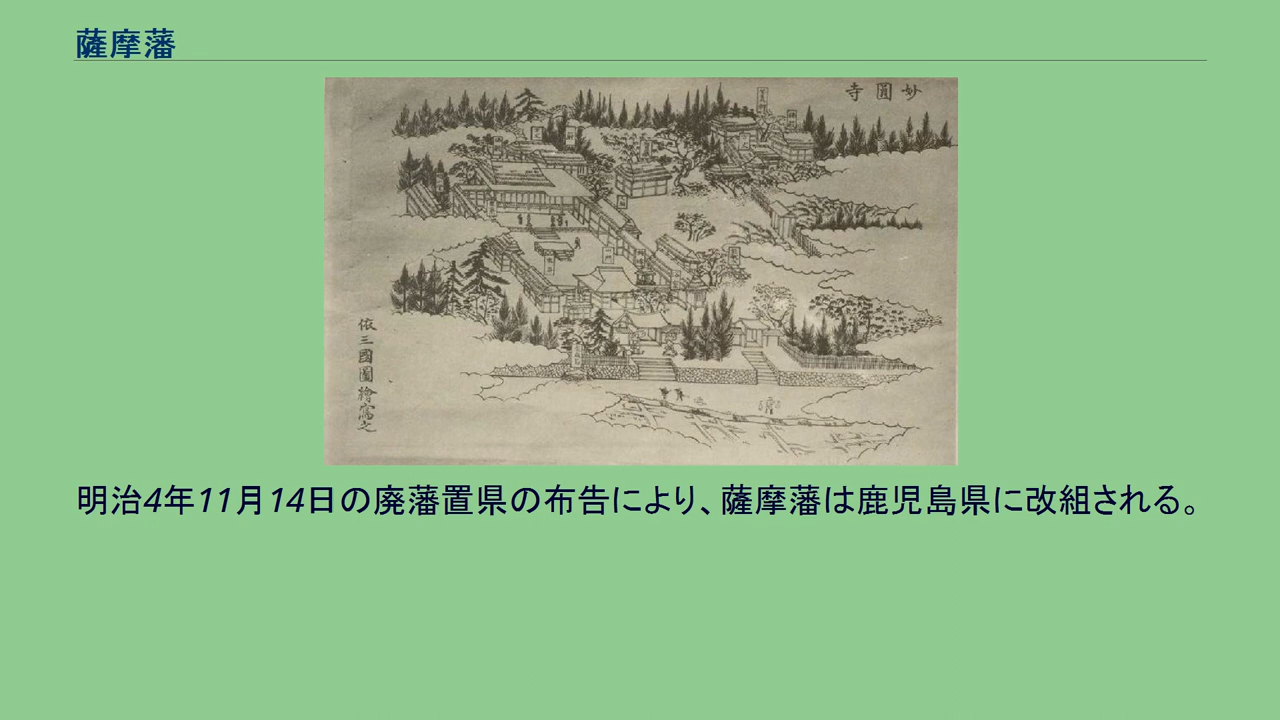 薩摩藩
妙圓寺
依三國圖繪寫之
明治4年11月14日の廃藩置県の布告により、薩摩藩は鹿児島県に改組される。